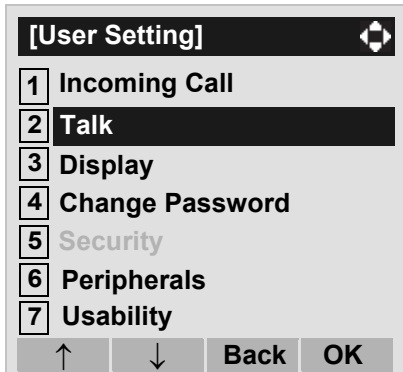 [User Setting]
1 Incoming Call
2 Talk
3 Display
4 Change Password
5 Security
6 Peripherals
7 Usability
↑ ↓ Back OK